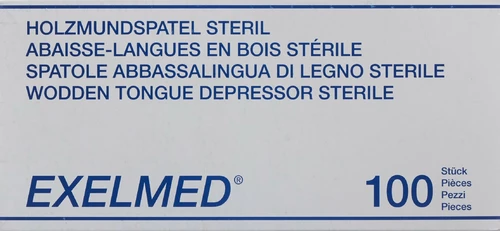 HOLZMUNDSPATEL STERIL
ABAISSE-LANGUES EN BOIS STÉRILE
SPATOLE ABBASSALINGUA DI LEGNO STERILE
WODDEN TONGUE DEPRESSOR STERILE
EXELMED®
100
Stück
Pièces
Pezzi
Pieces